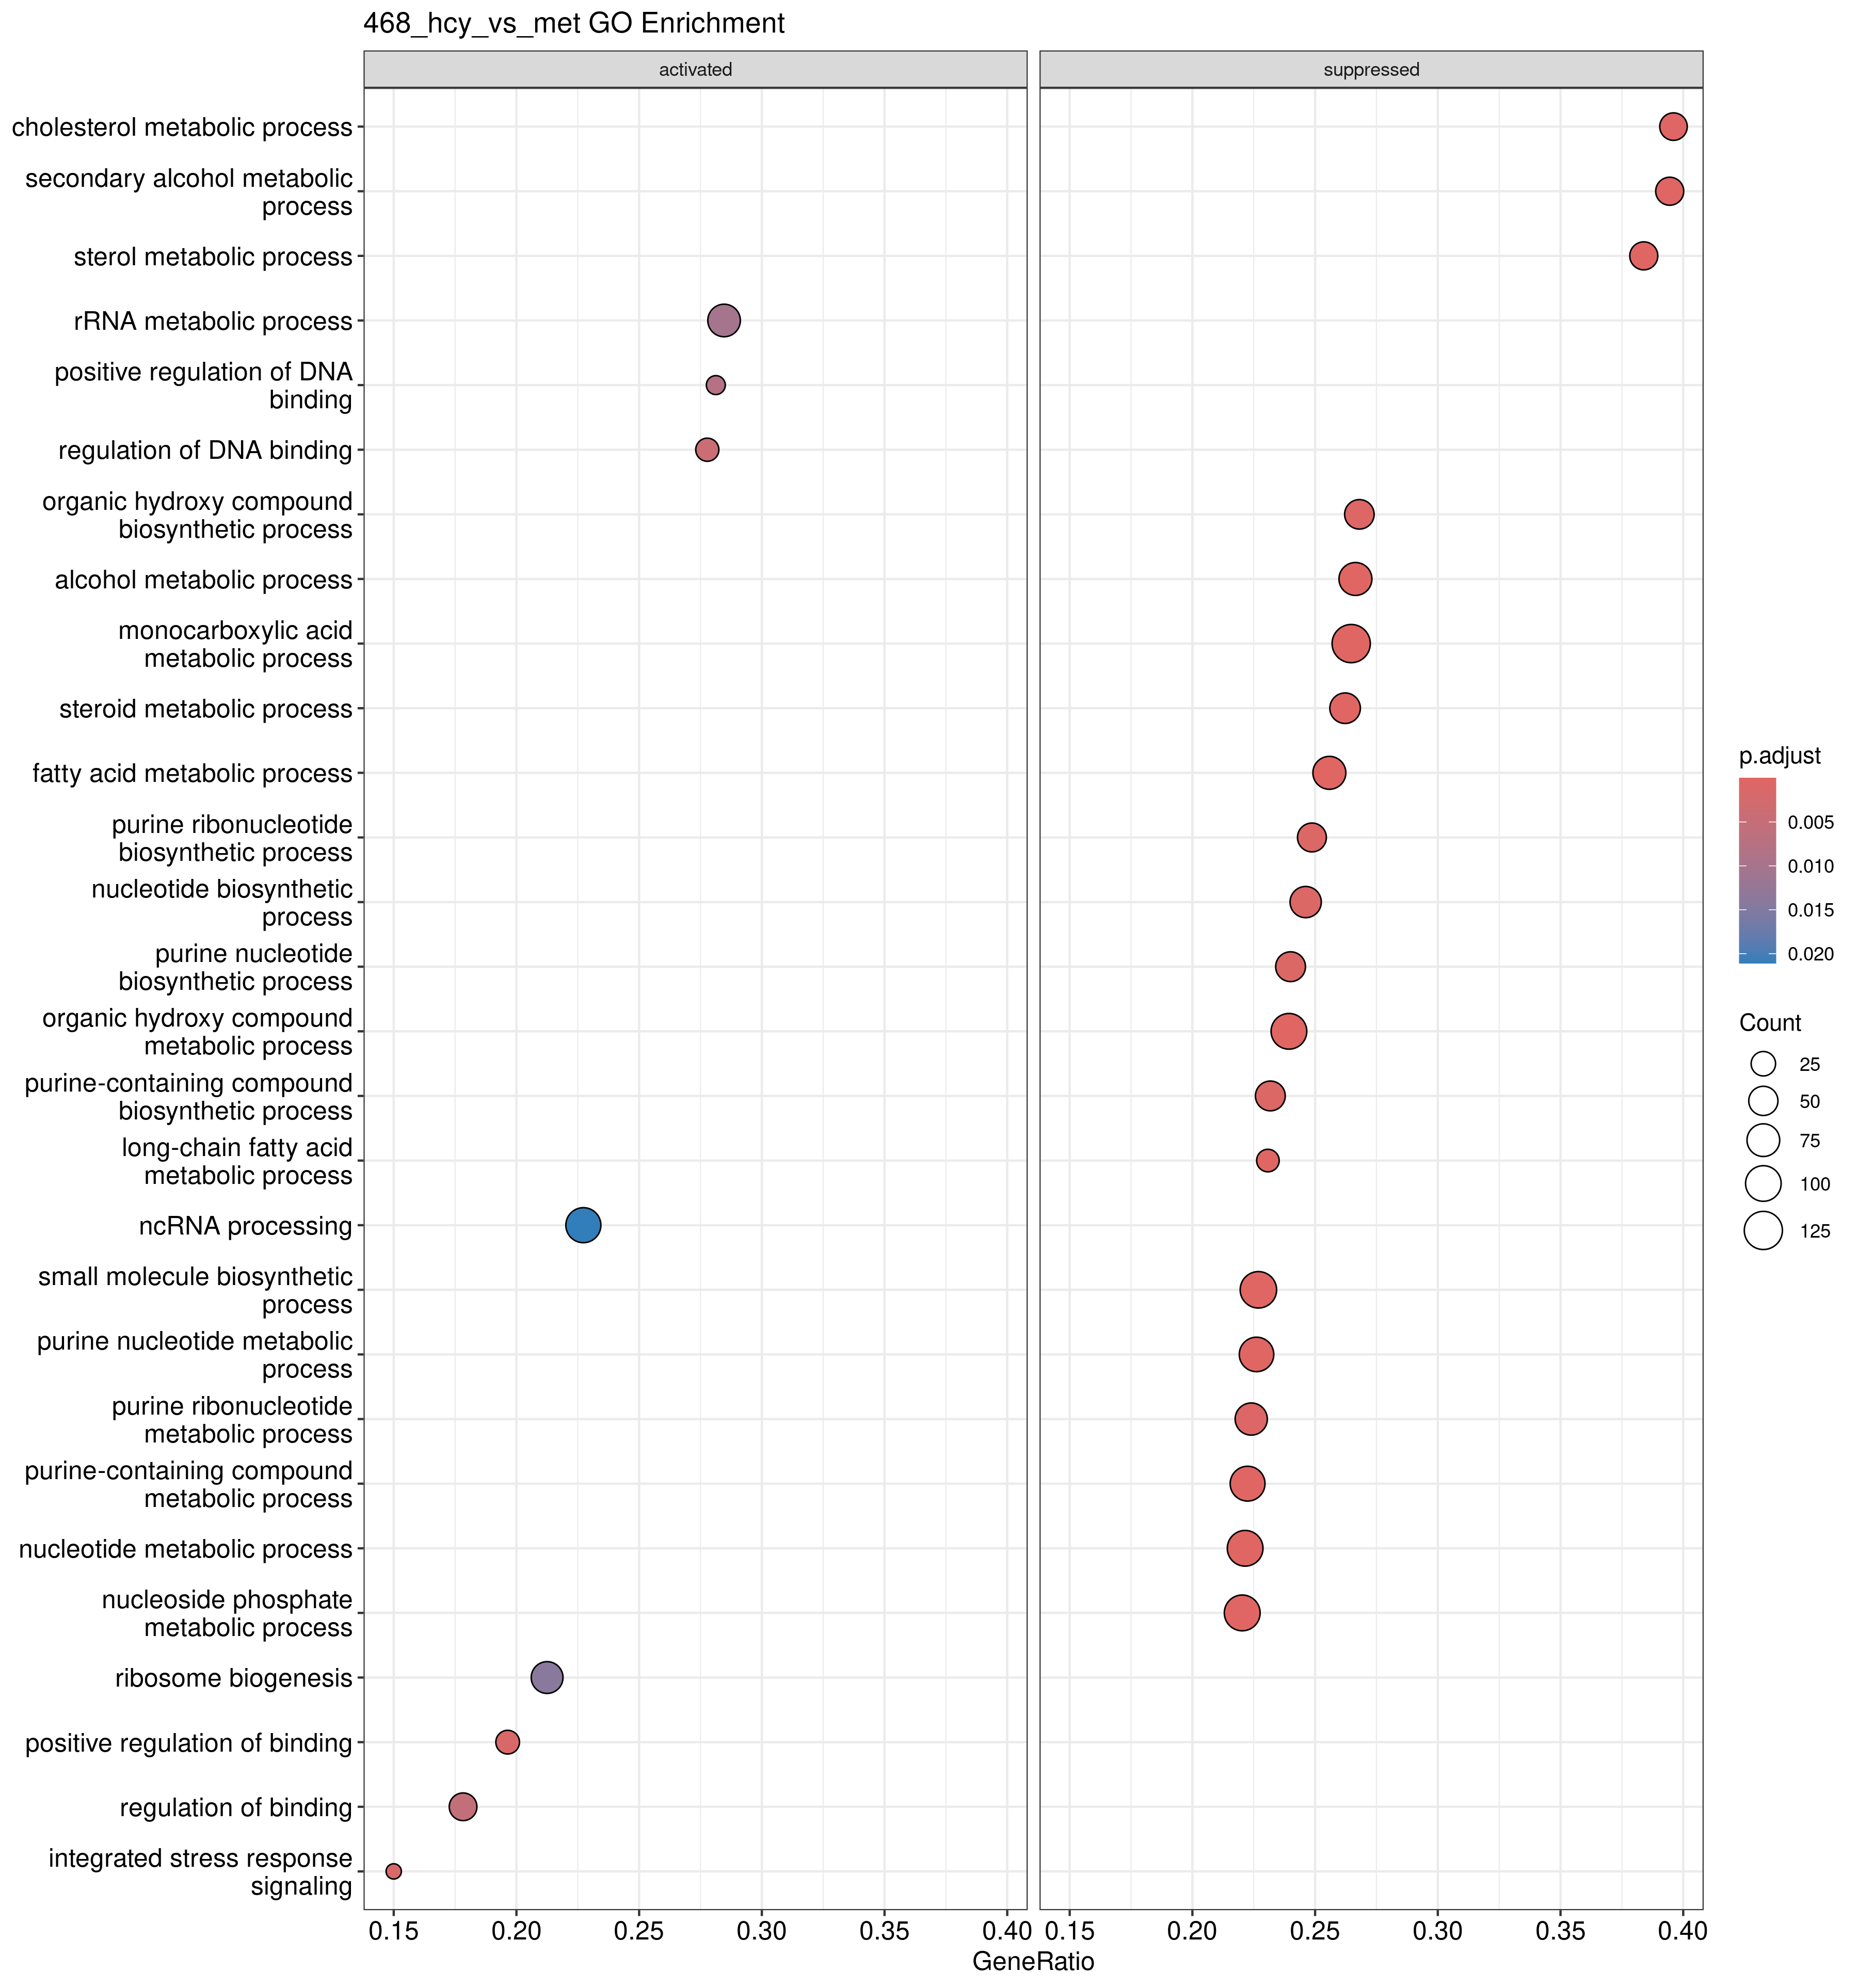 468_hcy_vs_met GO Enrichment
activated
suppressed
cholesterol metabolic process
secondary alcohol metabolic
process
sterol metabolic process
rRNA metabolic process
positive regulation of DNA
binding
regulation of DNA binding
organic hydroxy compound
biosynthetic process
alcohol metabolic process
monocarboxylic acid
metabolic process
steroid metabolic process
fatty acid metabolic process
purine ribonucleotide
biosynthetic process
nucleotide biosynthetic
process
purine nucleotide
biosynthetic process
organic hydroxy compound
metabolic process
purine-containing compound
biosynthetic process
long-chain fatty acid
metabolic process
ncRNA processing
small molecule biosynthetic
process
purine nucleotide metabolic
process
purine ribonucleotide
metabolic process
purine-containing compound
metabolic process
nucleotide metabolic process
nucleoside phosphate
metabolic process
ribosome biogenesis
positive regulation of binding
regulation of binding
integrated stress response
signaling
0.15 0.20 0.25 0.30 0.35 0.40
0.15 0.20 0.25 0.30 0.35 0.40
GeneRatio
p.adjust
0.005
0.010
0.015
0.020
Count
25
50
75
100
125